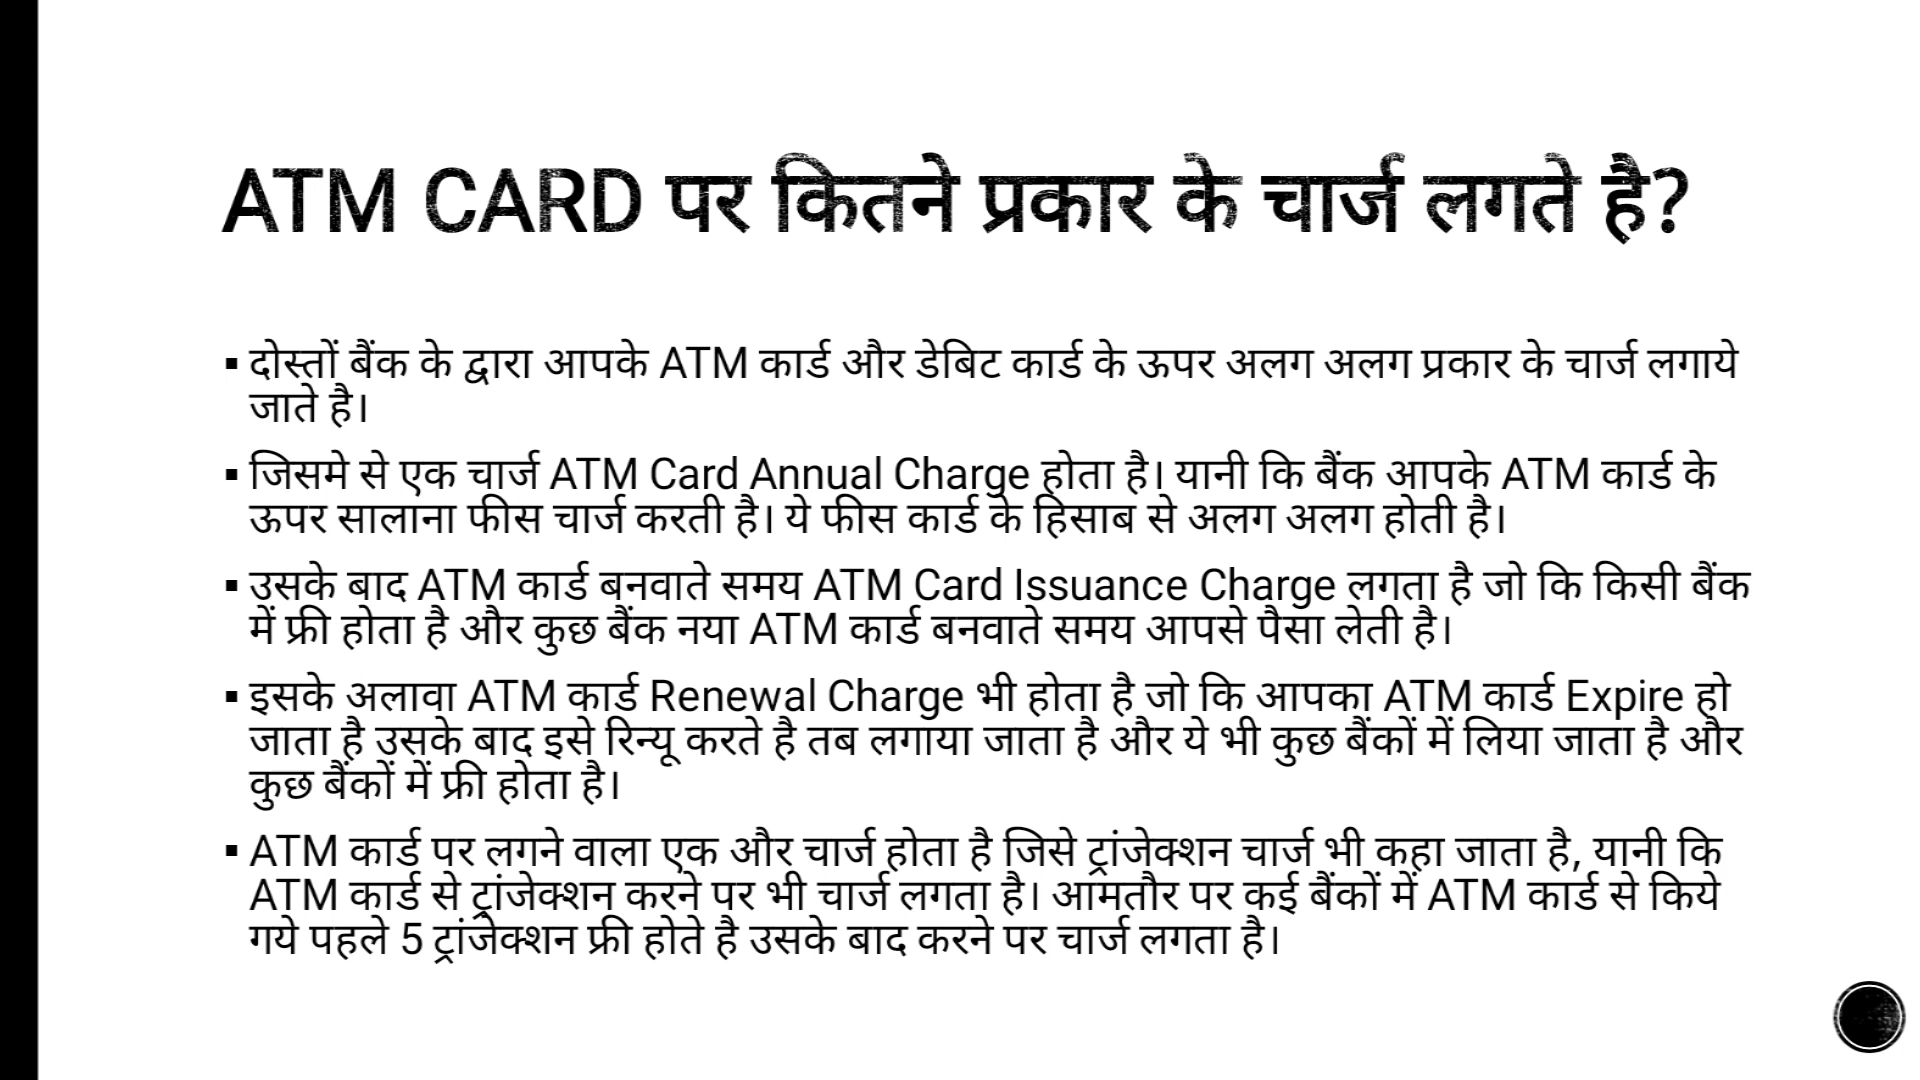 ATM CARD पर कितने प्रकार के चार्ज लगते है?
▪ दोस्तों बैंक के द्वारा आपके ATM कार्ड और डेबिट कार्ड के ऊपर अलग अलग प्रकार के चार्ज लगाये
जाते है।
▪ जिसमे से एक चार्ज ATM Card Annual Charge होता है। यानी कि बैंक आपके ATM कार्ड के
ऊपर सालाना फीस चार्ज करती है। ये फीस कार्ड के हिसाब से अलग अलग होती है।
▪ उसके बाद ATM कार्ड बनवाते समय ATM Card Issuance Charge लगता है जो कि किसी बैंक
में फ्री होता है और कुछ बैंक नया ATM कार्ड बनवाते समय आपसे पैसा लेती है।
▪ इसके अलावा ATM कार्ड Renewal Charge भी होता है जो कि आपका ATM कार्ड Expire हो
जाता है उसके बाद इसे रिन्यू करते है तब लगाया जाता है और ये भी कुछ बैंकों में लिया जाता है और
कुछ बैंकों में फ्री होता है।
▪ ATM कार्ड पर लगने वाला एक और चार्ज होता है जिसे ट्रांजेक्शन चार्ज भी कहा जाता है, यानी कि
ATM कार्ड से ट्रांजेक्शन करने पर भी चार्ज लगता है। आमतौर पर कई बैंकों में ATM कार्ड से किये
गये पहले 5 ट्रांजेक्शन फ्री होते है उसके बाद करने पर चार्ज लगता है।